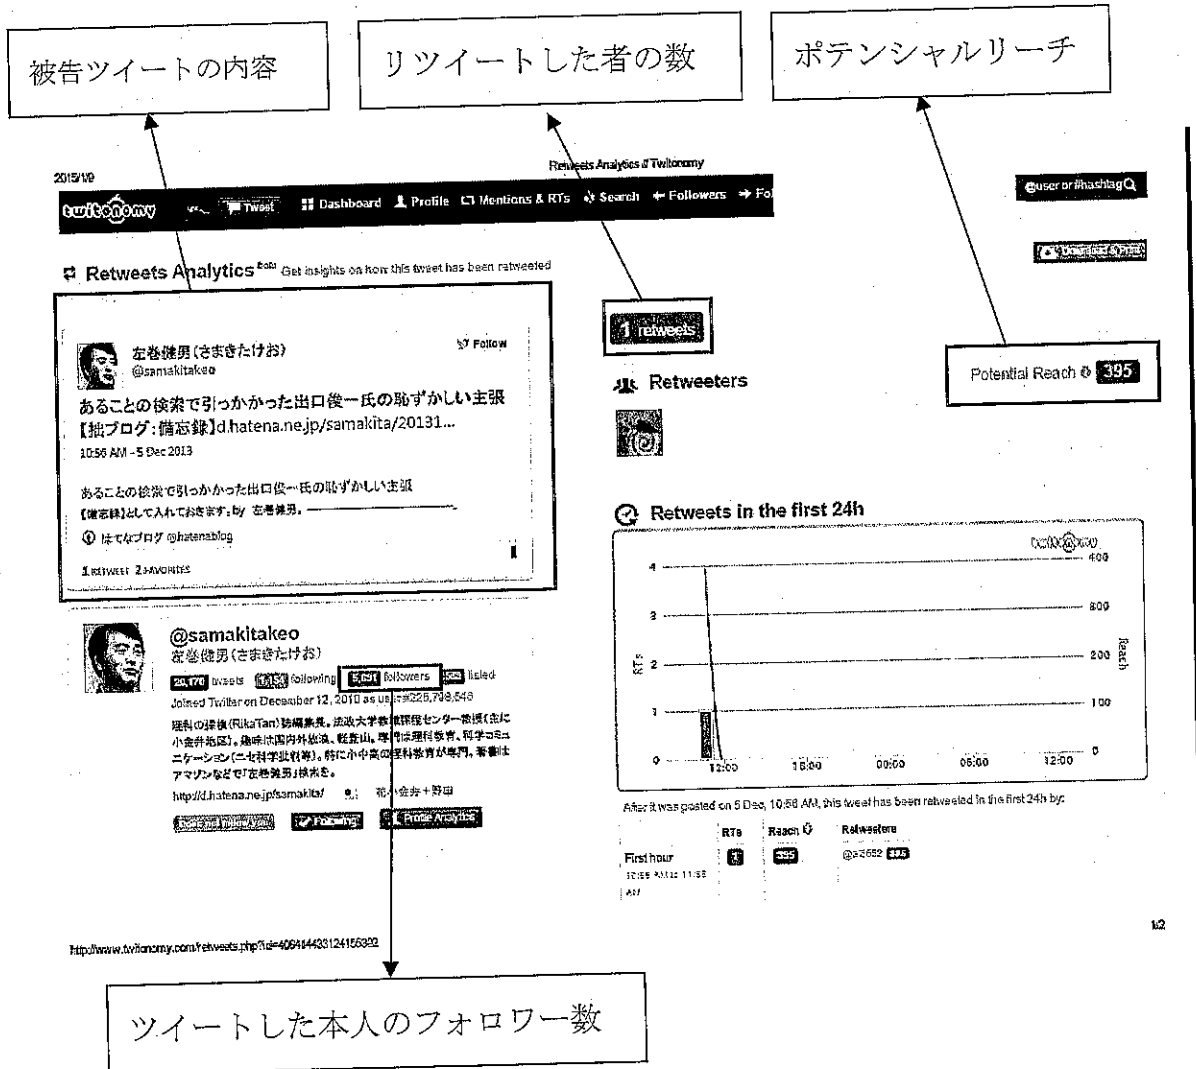 被告ツイートの内容
リツイートした者の数
ポテンシャルリーチ
2015/1/9
Retweets Analytics // Twitonomy
twitonomy Tweet Dashboard Profile Mentions & RTs Search Followers
@user or #hashtag
Retweets Analytics beta Get insights on how this tweet has been retweeted
左巻健男(さまきたけお)
@samakitakeo
Follow
あることの検索で引っかかった出口俊一氏の恥ずかしい主張
【拙ブログ:備忘録】d.hatena.ne.jp/samakita/20131...
10:56 AM - 5 Dec 2013
あることの検索で引っかかった出口俊一氏の恥ずかしい主張
【備忘録】として入れておきます:by 左巻健男。
はてなブログ @hatenablog
1 RETWEET 2 FAVORITES
1 retweets
Retweeters
Potential Reach 395
@samakitakeo
左巻健男(さまきたけお)
tweets following followers listed
Joined Twitter on December 12, 2010 as
理科の探検(RikaTan)誌編集長。法政大学教職課程センター教授(主に
小金井地区)。趣味は国内外放浪、軽登山。専門は理科教育、科学コミュ
ニケーション(ニセ科学批判等)。特に小中高の理科教育が専門。著書は
アマゾンなどで「左巻健男」検索を。
http://d.hatena.ne.jp/samakita/
Following Profile Analytics
Retweets in the first 24h
twitonomy
4 400
3 300
2 200
1 100
0 0
RTs
Reach
12:00 18:00 00:00 06:00 12:00
After it was posted on 5 Dec, 10:56 AM, this tweet has been retweeted in the first 24h by:
RTs Reach Retweeters
First hour 1 395 395
AM
http://www.twitonomy.com/retweets.php?id=
1/2
ツイートした本人のフォロワー数